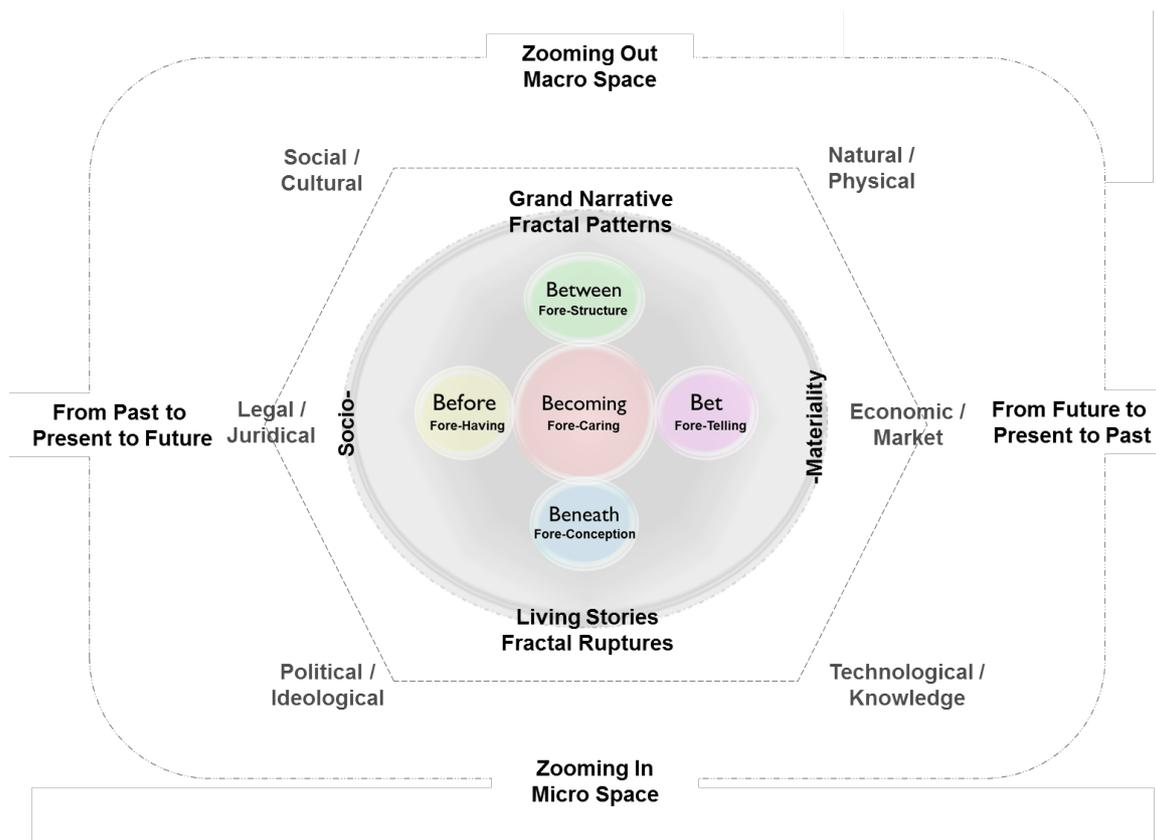 Zooming Out
Macro Space
Social /
Cultural
Natural /
Physical
Grand Narrative
Fractal Patterns
Between
Fore-Structure
From Past to
Present to Future
Legal /
Juridical
Socio-
Before
Fore-Having
Becoming
Fore-Caring
Bet
Fore-Telling
-Materiality
Economic /
Market
From Future to
Present to Past
Beneath
Fore-Conception
Living Stories
Fractal Ruptures
Political /
Ideological
Technological /
Knowledge
Zooming In
Micro Space